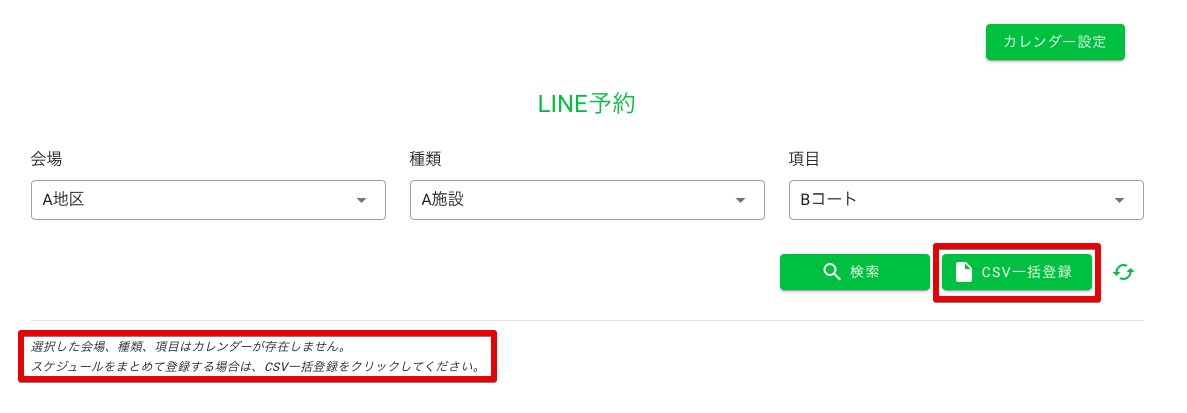 カレンダー設定
LINE予約
会場
種類
項目
A地区
A施設
Bコート
検索
CSV一括登録
選択した会場、種類、項目はカレンダーが存在しません。
スケジュールをまとめて登録する場合は、CSV一括登録をクリックしてください。